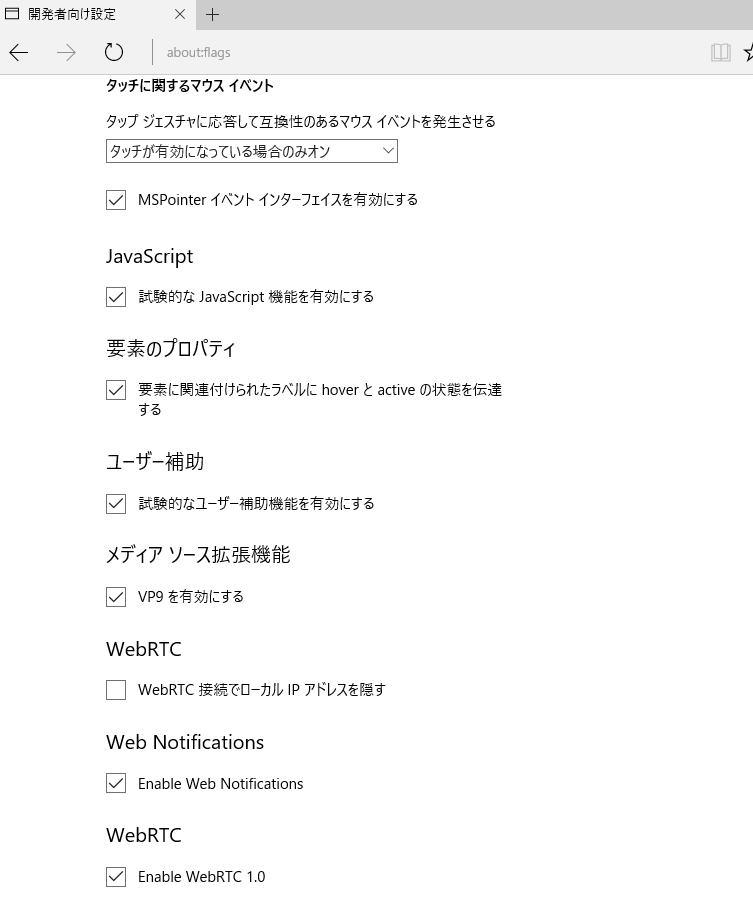 開発者向け設定
about:flags
タッチに関するマウス イベント
タップ ジェスチャに応答して互換性のあるマウス イベントを発生させる
タッチが有効になっている場合のみオン
MSPointer イベント インターフェイスを有効にする
JavaScript
試験的な JavaScript 機能を有効にする
要素のプロパティ
要素に関連付けられたラベルに hover と active の状態を伝達
する
ユーザー補助
試験的なユーザー補助機能を有効にする
メディア ソース拡張機能
VP9 を有効にする
WebRTC
WebRTC 接続でローカル IP アドレスを隠す
Web Notifications
Enable Web Notifications
WebRTC
Enable WebRTC 1.0